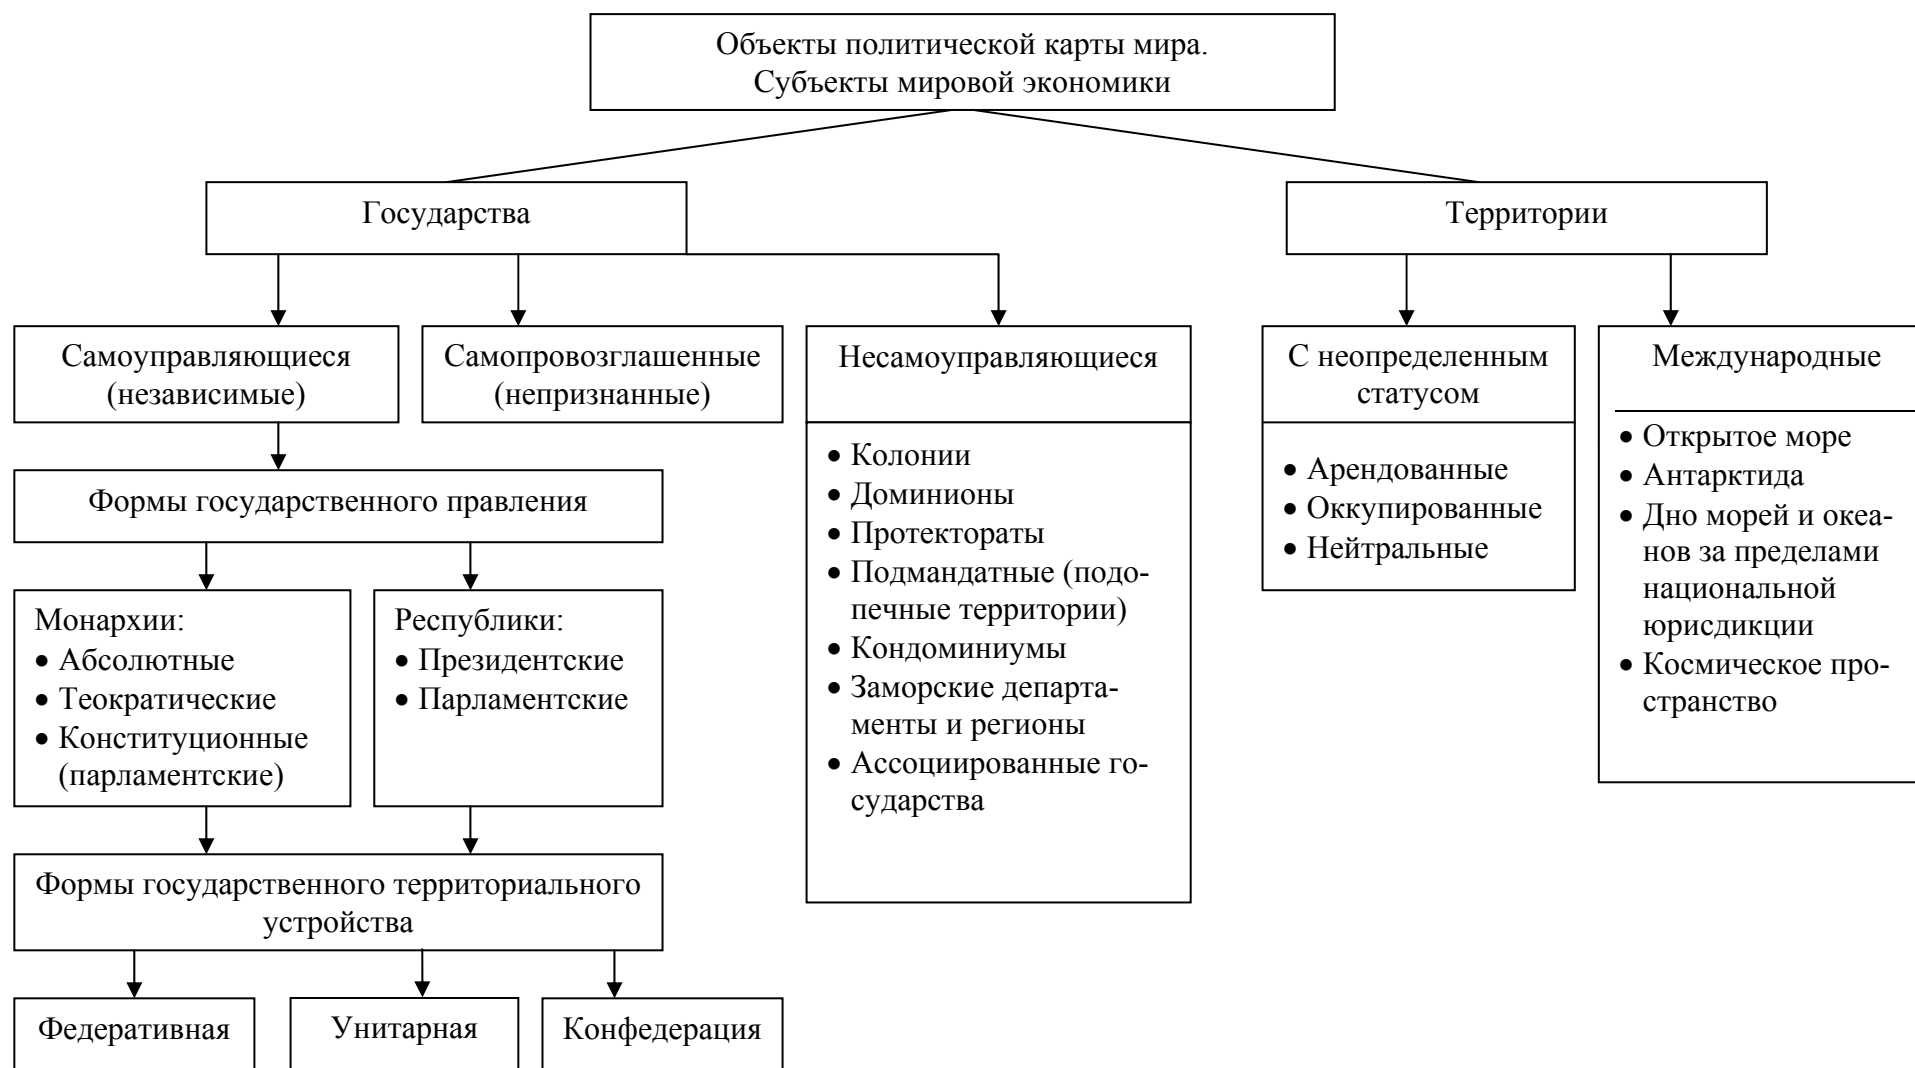 Объекты политической карты мира.
Субъекты мировой экономики
Государства
Территории
Самоуправляющиеся
(независимые)
Самопровозглашенные
(непризнанные)
Несамоуправляющиеся
С неопределенным
статусом
Международные
Формы государственного правления
Монархии:
• Абсолютные
• Теократические
• Конституционные
(парламентские)
Республики:
• Президентские
• Парламентские
• Колонии
• Доминионы
• Протектораты
• Подмандатные (подо-
печные территории)
• Кондоминиумы
• Заморские департа-
менты и регионы
• Ассоциированные го-
сударства
• Арендованные
• Оккупированные
• Нейтральные
• Открытое море
• Антарктида
• Дно морей и океа-
нов за пределами
национальной
юрисдикции
• Космическое про-
странство
Формы государственного территориального
устройства
Федеративная
Унитарная
Конфедерация